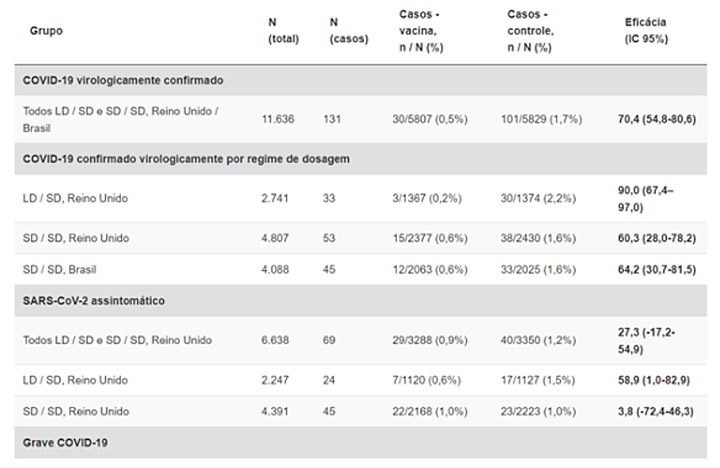 Grupo N (total) N (casos) Casos - vacina, n / N (%) Casos - controle, n / N (%) Eficácia (IC 95%)
COVID-19 virologicamente confirmado
Todos LD / SD e SD / SD, Reino Unido / Brasil 11.636 131 30/5807 (0,5%) 101/5829 (1,7%) 70,4 (54,8-80,6)
COVID-19 confirmado virologicamente por regime de dosagem
LD / SD, Reino Unido 2.741 33 3/1367 (0,2%) 30/1374 (2,2%) 90,0 (67,4–97,0)
SD / SD, Reino Unido 4.807 53 15/2377 (0,6%) 38/2430 (1,6%) 60,3 (28,0-78,2)
SD / SD, Brasil 4.088 45 12/2063 (0,6%) 33/2025 (1,6%) 64,2 (30,7-81,5)
SARS-CoV-2 assintomático
Todos LD / SD e SD / SD, Reino Unido 6.638 69 29/3288 (0,9%) 40/3350 (1,2%) 27,3 (-17,2-54,9)
LD / SD, Reino Unido 2.247 24 7/1120 (0,6%) 17/1127 (1,5%) 58,9 (1,0-82,9)
SD / SD, Reino Unido 4.391 45 22/2168 (1,0%) 23/2223 (1,0%) 3,8 (-72,4-46,3)
Grave COVID-19